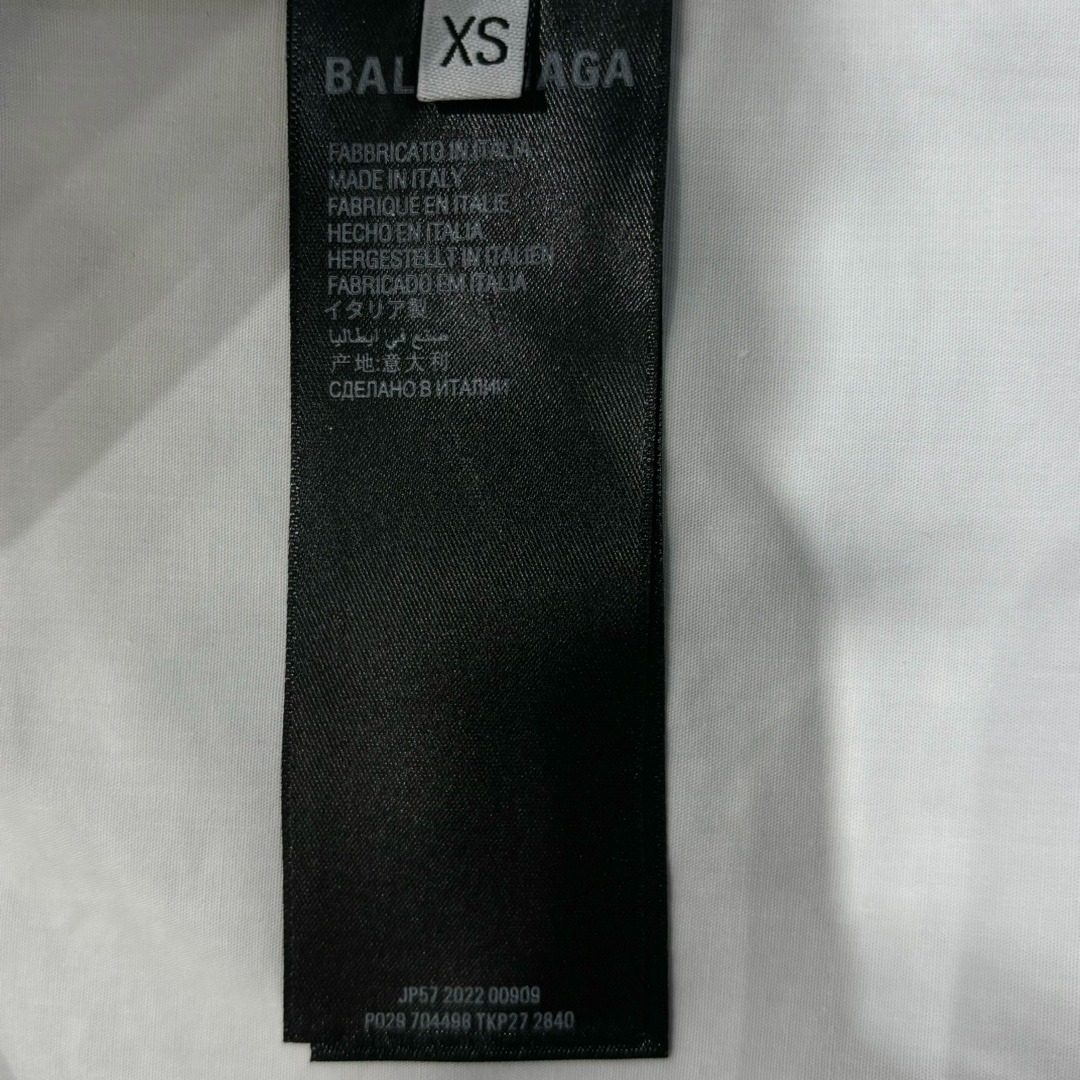 XS
BAL AGA
FABBRICATO IN ITALIA
MADE IN ITALY
FABRIQUE EN ITALIE
HECHO EN ITALIA
HERGESTELLT IN ITALIEN
FABRICADO EM ITALIA
イタリア製
صنع في ايطاليا
产地:意大利
СДЕЛАНО В ИТАЛИИ
JP57 2022 00909
P029 704498 TKP27 2840